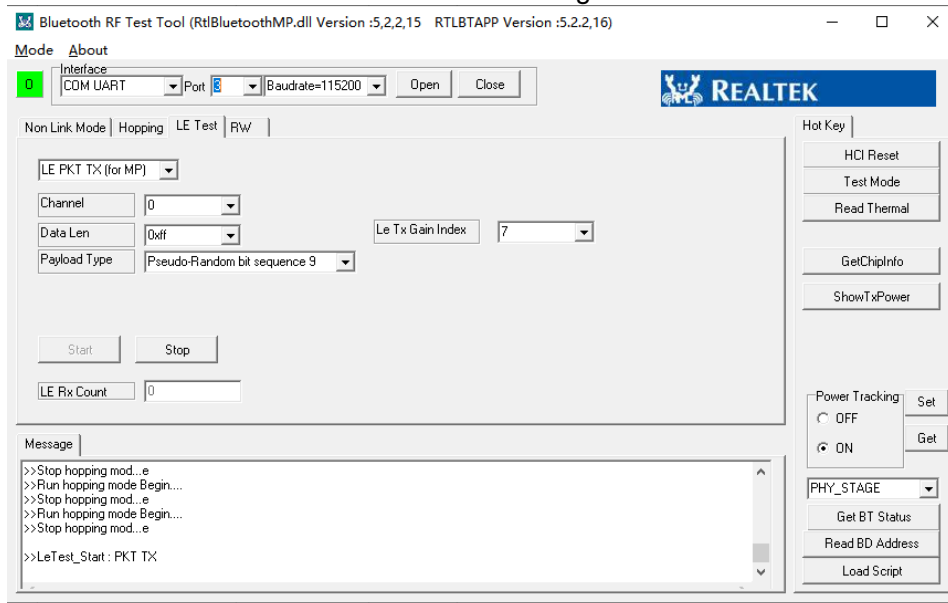 Bluetooth RF Test Tool (RtlBluetoothMP.dll Version :5,2,2,15 RTLBTAPP Version :5.2.2,16)
Mode About
Interface
0 COM UART Port 3 Baudrate=115200 Open Close
REALTEK
Non Link Mode Hopping LE Test RW
Hot Key
LE PKT TX (for MP)
HCI Reset
Test Mode
Channel 0
Read Thermal
Data Len 0xff
Le Tx Gain Index 7
Payload Type Pseudo-Random bit sequence 9
GetChipInfo
ShowTxPower
Start Stop
LE Rx Count 0
Power Tracking
Set
OFF
Get
ON
Message
>>Stop hopping mod...e
>>Run hopping mode Begin....
>>Stop hopping mod...e
>>Run hopping mode Begin....
>>Stop hopping mod...e
>>LeTest_Start : PKT TX
PHY_STAGE
Get BT Status
Read BD Address
Load Script